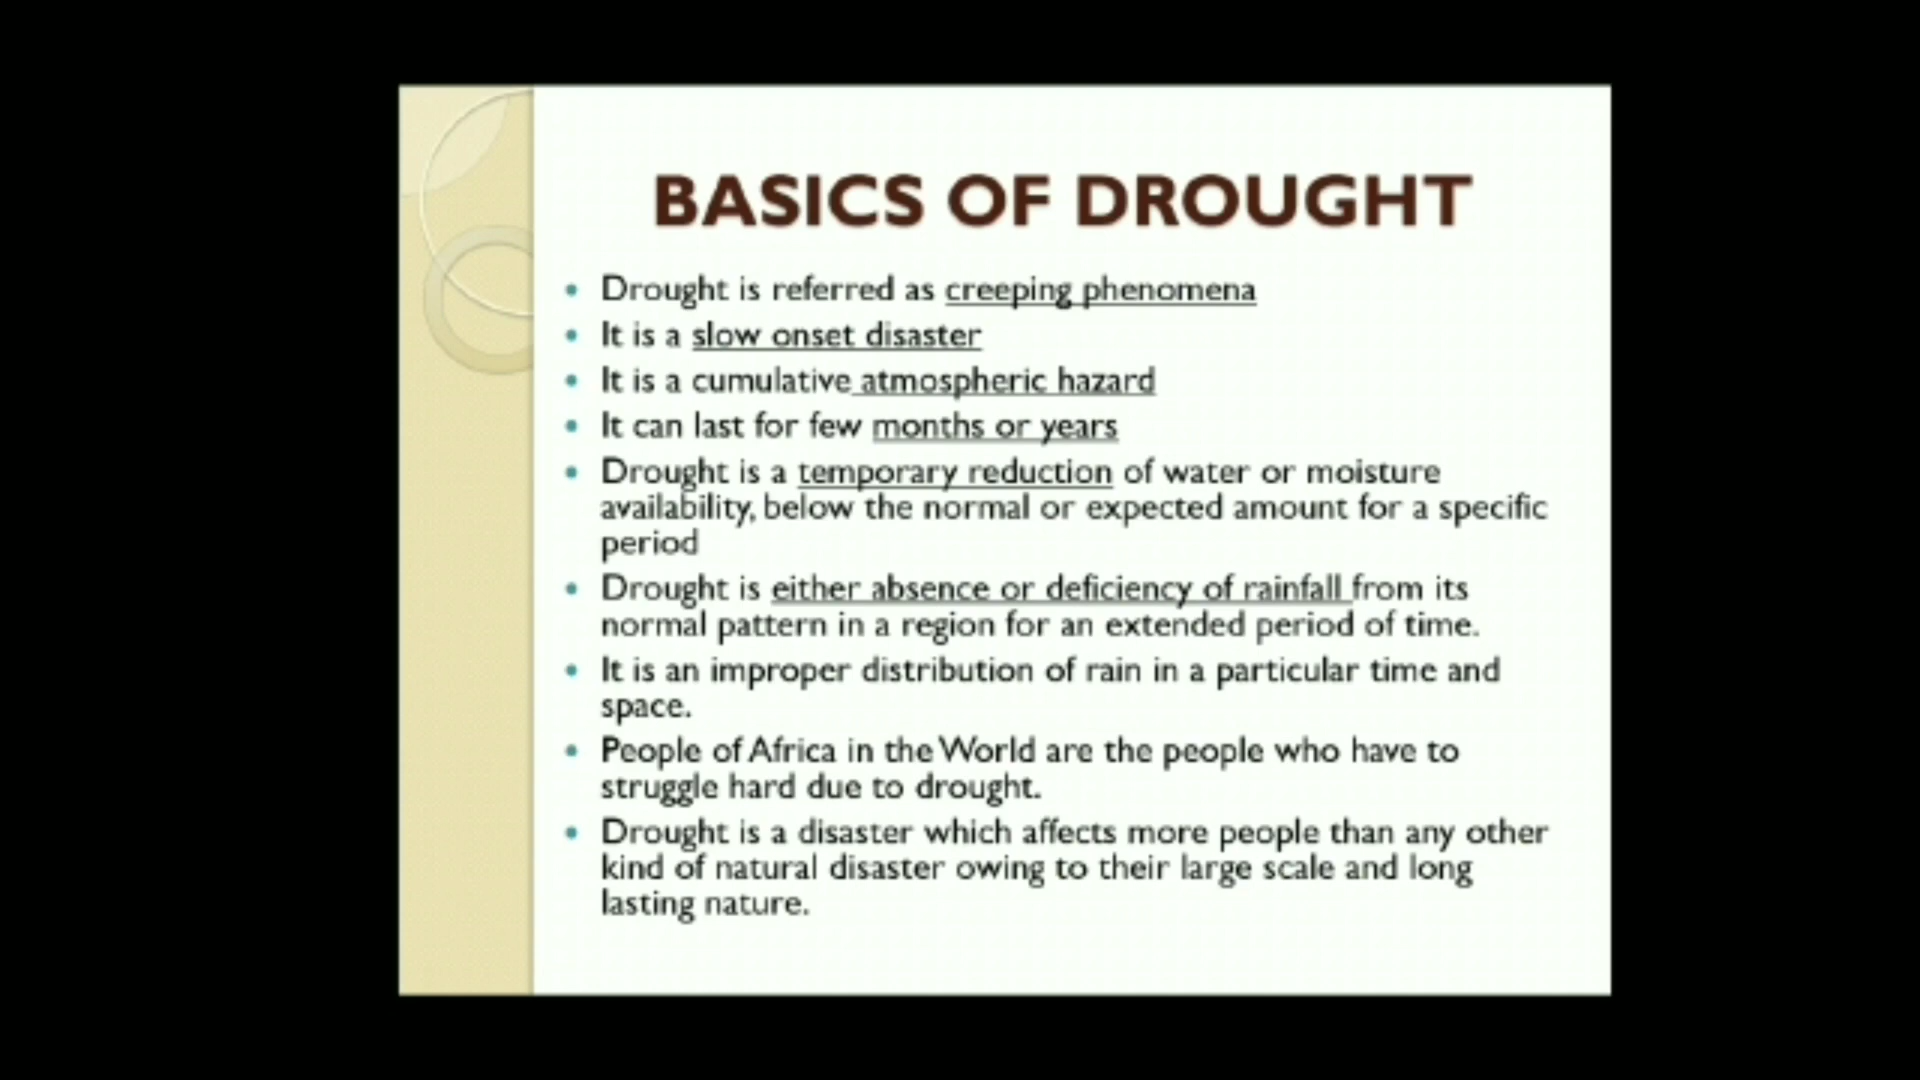 BASICS OF DROUGHT
• Drought is referred as creeping phenomena
• It is a slow onset disaster
• It is a cumulative atmospheric hazard
• It can last for few months or years
• Drought is a temporary reduction of water or moisture
availability, below the normal or expected amount for a specific
period
• Drought is either absence or deficiency of rainfall from its
normal pattern in a region for an extended period of time.
• It is an improper distribution of rain in a particular time and
space.
• People of Africa in the World are the people who have to
struggle hard due to drought.
• Drought is a disaster which affects more people than any other
kind of natural disaster owing to their large scale and long
lasting nature.